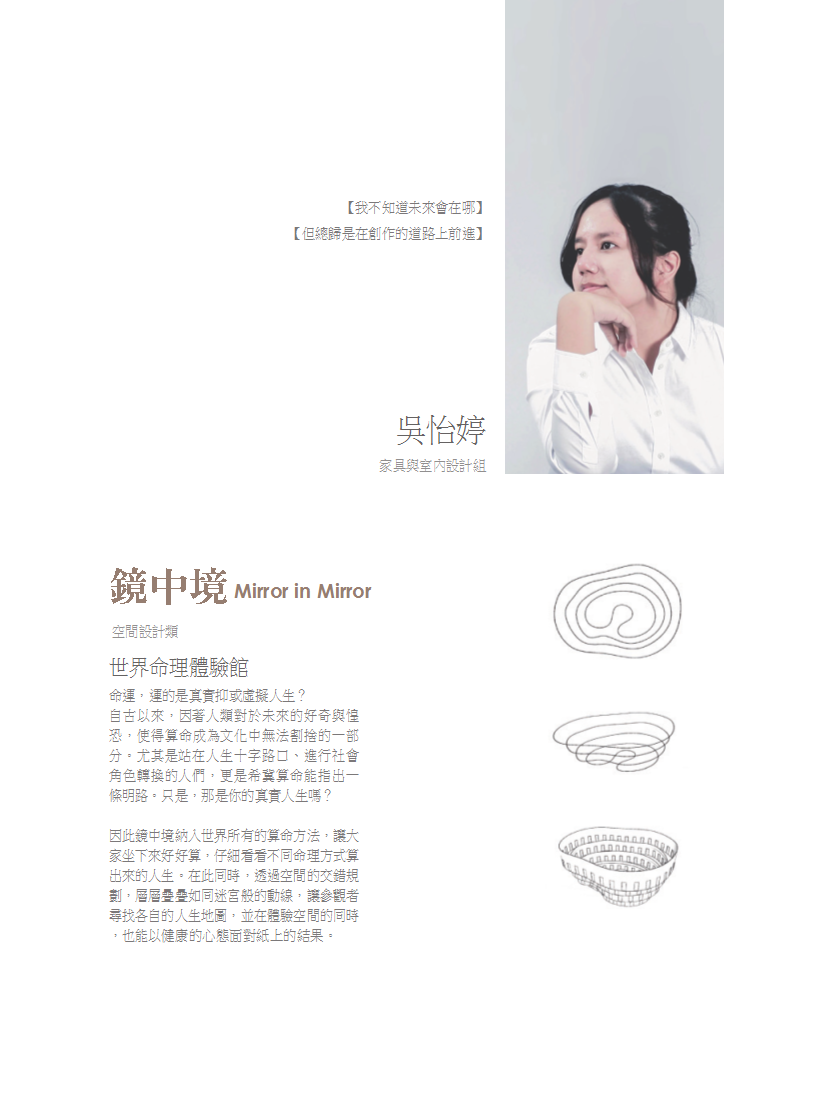 【我不知道未來會在哪】
【但總歸是在創作的道路上前進】
吳怡婷
家具與室內設計組
鏡中境 Mirror in Mirror
空間設計類
世界命理體驗館
命運，運的是真實抑或虛擬人生？
自古以來，因著人類對於未來的好奇與惶
恐，使得算命成為文化中無法割捨的一部
分。尤其是站在人生十字路口、進行社會
角色轉換的人們，更是希冀算命能指出一
條明路。只是，那是你的真實人生嗎？
因此鏡中境納入世界所有的算命方法，讓大
家坐下來好好算，仔細看看不同命理方式算
出來的人生。在此同時，透過空間的交錯規
劃，層層疊疊如同迷宮般的動線，讓參觀者
尋找各自的人生地圖，並在體驗空間的同時
，也能以健康的心態面對紙上的結果。